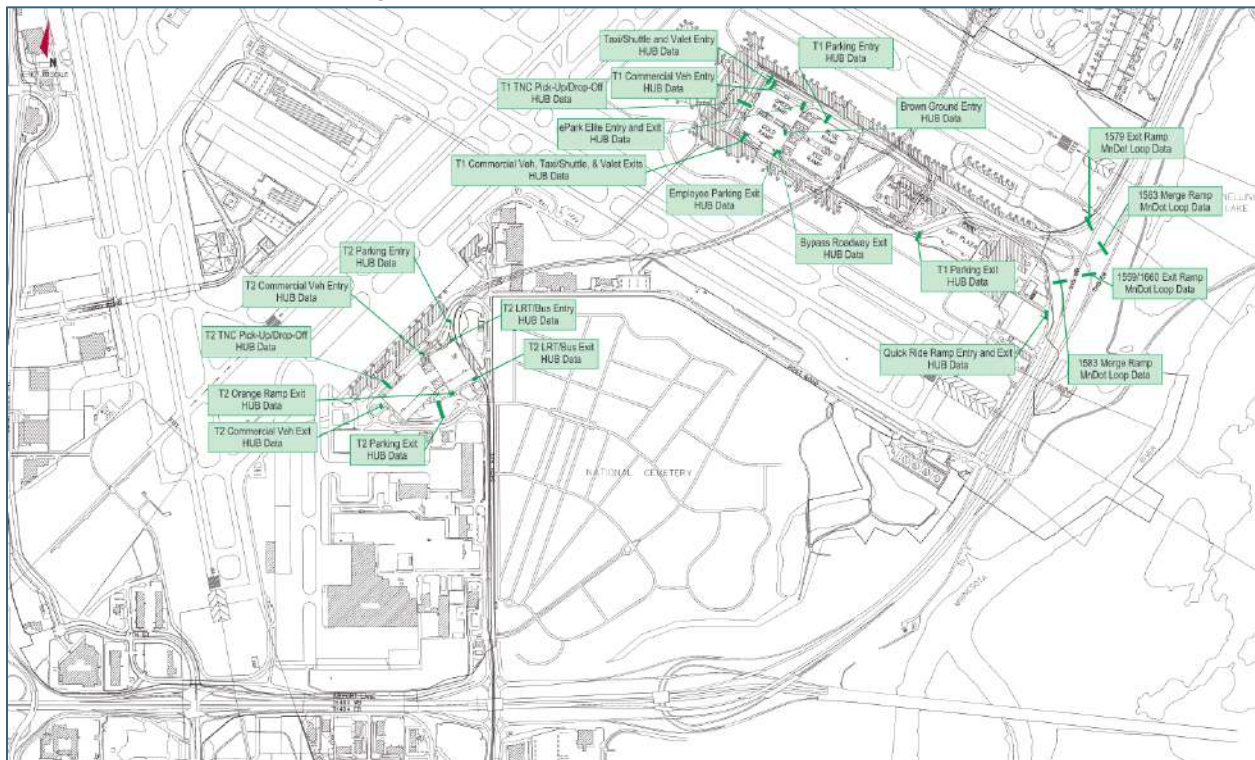 N
Taxi/Shuttle and Valet Entry
HUB Data
T1 Parking Entry
HUB Data
T1 Commercial Veh Entry
HUB Data
T1 TNC Pick-Up/Drop-Off
HUB Data
Brown Ground Entry
HUB Data
ePark Elite Entry and Exit
HUB Data
1579 Exit Ramp
MnDot Loop Data
T1 Commercial Veh, Taxi/Shuttle, & Valet Exits
HUB Data
GOLD
RAMP
Employee Parking Exit
HUB Data
1583 Merge Ramp
MnDot Loop Data
LAKE
Bypass Roadway Exit
HUB Data
T2 Parking Entry
HUB Data
T1 Parking Exit
HUB Data
1559/1660 Exit Ramp
MnDot Loop Data
T2 Commercial Veh Entry
HUB Data
T2 LRT/Bus Entry
HUB Data
T2 TNC Pick-Up/Drop-Off
HUB Data
T2 LRT/Bus Exit
HUB Data
Quick Ride Ramp Entry and Exit
HUB Data
1583 Merge Ramp
MnDot Loop Data
T2 Orange Ramp Exit
HUB Data
T2 Commercial Veh Exit
HUB Data
T2 Parking Exit
HUB Data
NATIONAL CEMETERY